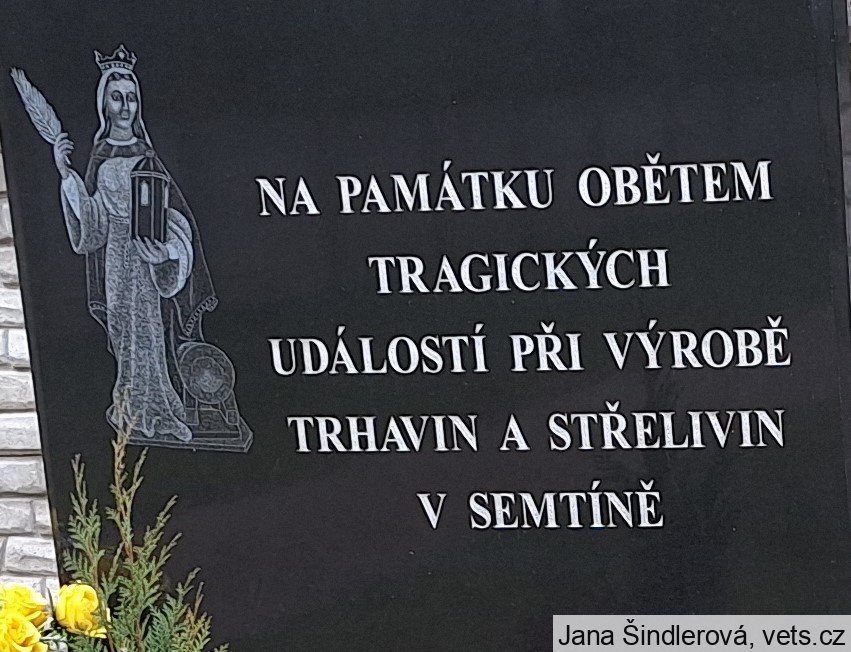 NA PAMÁTKU OBĚTEM
TRAGICKÝCH
UDÁLOSTÍ PŘI VÝROBĚ
TRHAVIN A STŘELIVIN
V SEMTÍNĚ
Jana Šindlerová, vets.cz